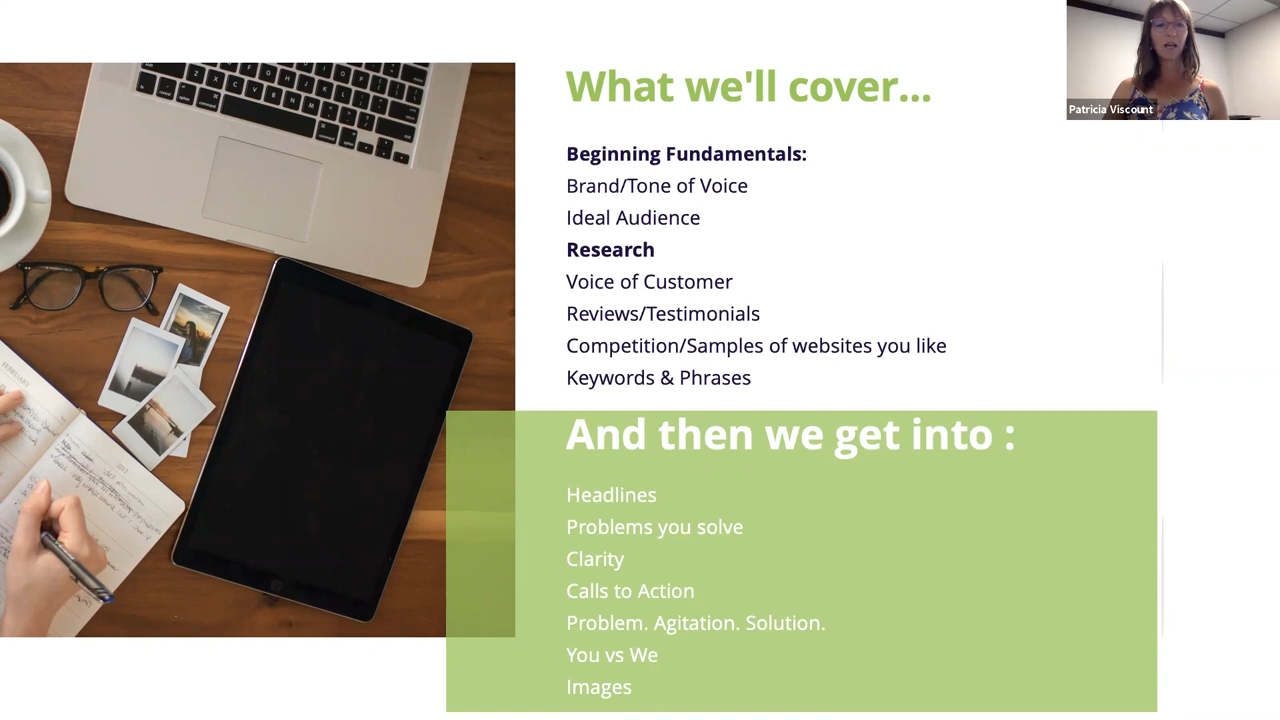 What we'll cover...
Patricia Viscount
Beginning Fundamentals:
Brand/Tone of Voice
Ideal Audience
Research
Voice of Customer
Reviews/Testimonials
Competition/Samples of websites you like
Keywords & Phrases
And then we get into :
Headlines
Problems you solve
Clarity
Calls to Action
Problem. Agitation. Solution.
You vs We
Images